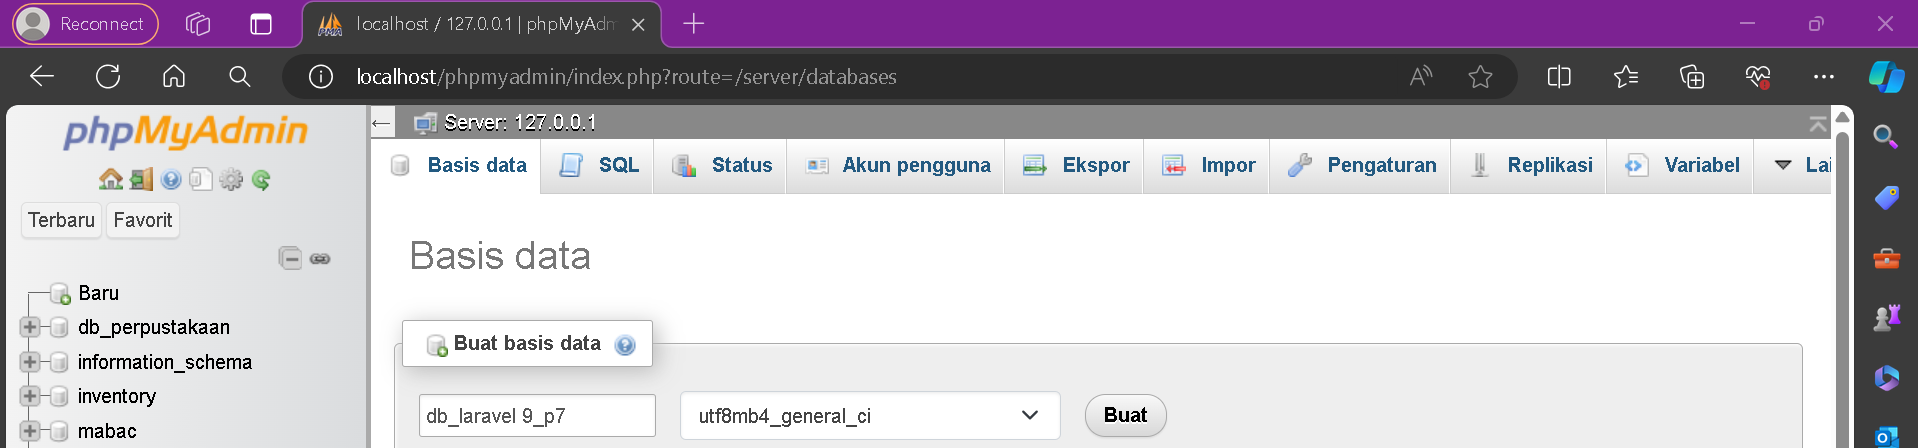 Reconnect
localhost / 127.0.0.1 | phpMyAdm
localhost/phpmyadmin/index.php?route=/server/databases
phpMyAdmin
Terbaru Favorit
Baru
db_perpustakaan
information_schema
inventory
mabac
Server: 127.0.0.1
Basis data SQL Status Akun pengguna Ekspor Impor Pengaturan Replikasi Variabel Lai
Basis data
Buat basis data
db_laravel 9_p7 utf8mb4_general_ci Buat